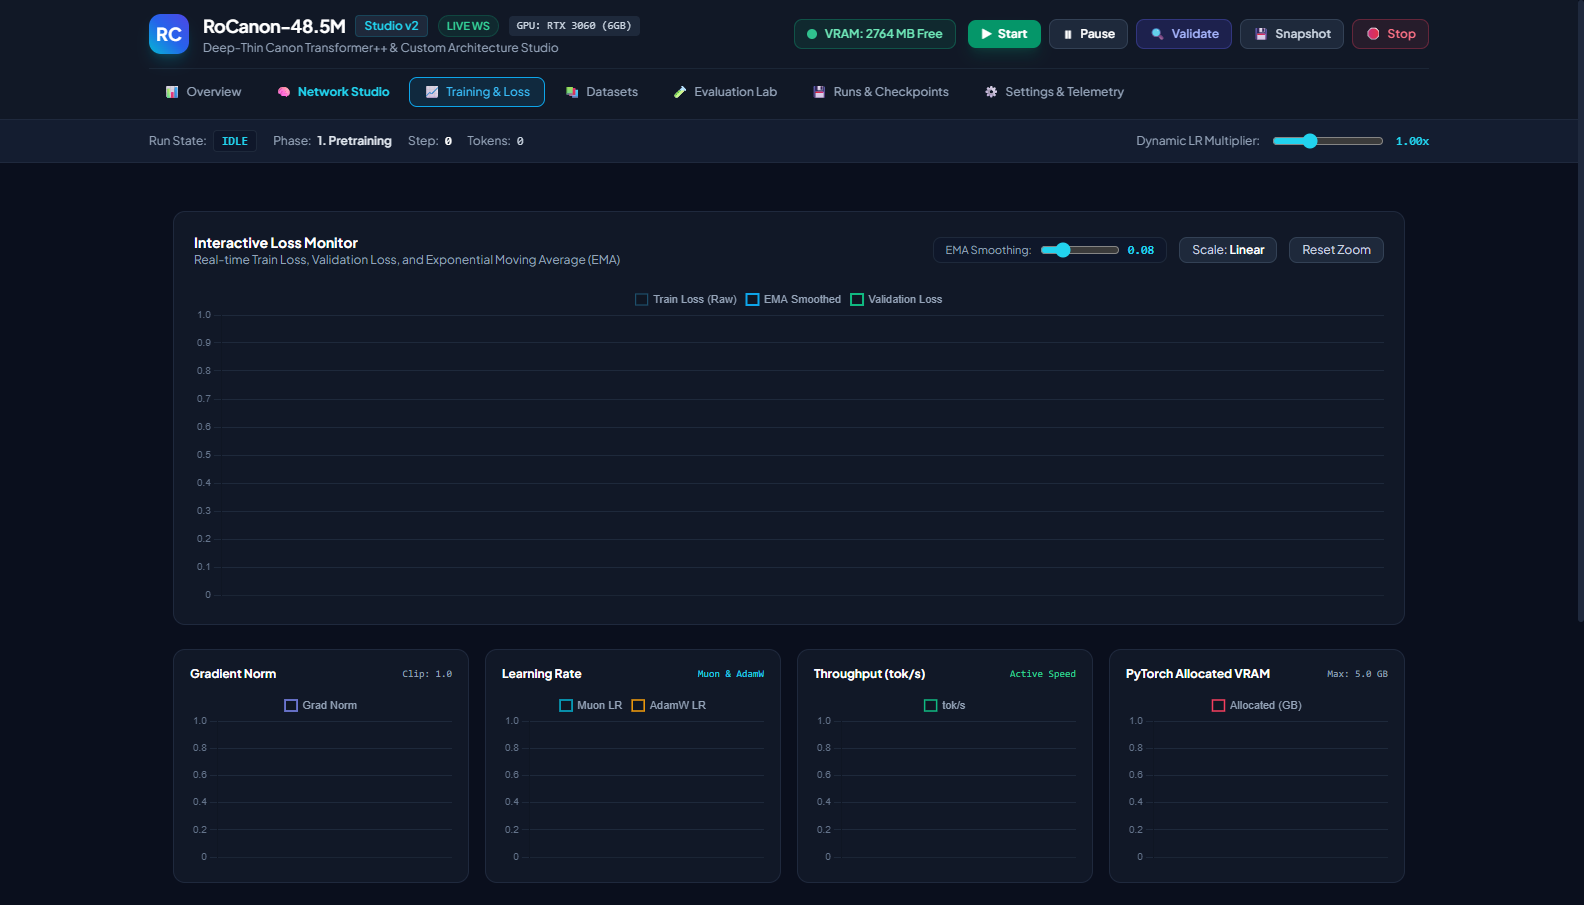 RC
RoCanon-48.5M
Studio v2
LIVE WS
GPU: RTX 3060 (6GB)
Deep-Thin Canon Transformer++ & Custom Architecture Studio
VRAM: 2764 MB Free
Start
Pause
Validate
Snapshot
Stop
Overview
Network Studio
Training & Loss
Datasets
Evaluation Lab
Runs & Checkpoints
Settings & Telemetry
Run State: IDLE
Phase: 1. Pretraining
Step: 0
Tokens: 0
Dynamic LR Multiplier: 1.00x
Interactive Loss Monitor
Real-time Train Loss, Validation Loss, and Exponential Moving Average (EMA)
EMA Smoothing: 0.08
Scale: Linear
Reset Zoom
Train Loss (Raw)
EMA Smoothed
Validation Loss
1.0
0.9
0.8
0.7
0.6
0.5
0.4
0.3
0.2
0.1
0
Gradient Norm
Clip: 1.0
Grad Norm
1.0
0.8
0.6
0.4
0.2
0
Learning Rate
Muon & AdamW
Muon LR
AdamW LR
1.0
0.8
0.6
0.4
0.2
0
Throughput (tok/s)
Active Speed
tok/s
1.0
0.8
0.6
0.4
0.2
0
PyTorch Allocated VRAM
Max: 5.0 GB
Allocated (GB)
1.0
0.8
0.6
0.4
0.2
0